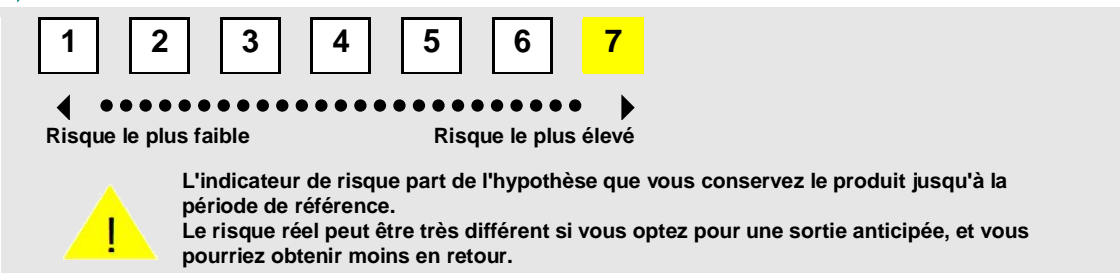 1 2 3 4 5 6 7
Risque le plus faible Risque le plus élevé
L'indicateur de risque part de l'hypothèse que vous conservez le produit jusqu'à la
période de référence.
Le risque réel peut être très différent si vous optez pour une sortie anticipée, et vous
pourriez obtenir moins en retour.
!